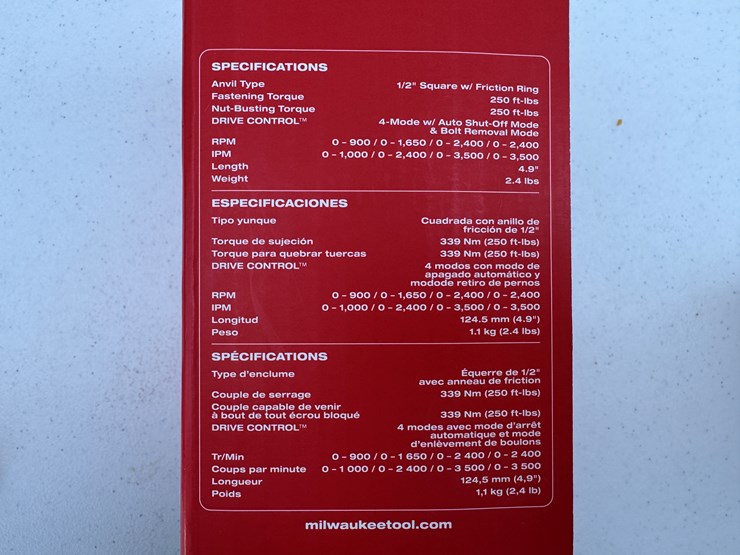 SPECIFICATIONS
Anvil Type 1/2" Square w/ Friction Ring
Fastening Torque 250 ft-lbs
Nut-Busting Torque 250 ft-lbs
DRIVE CONTROL™ 4-Mode w/ Auto Shut-Off Mode
& Bolt Removal Mode
RPM 0 - 900 / 0 - 1,650 / 0 - 2,400 / 0 - 2,400
IPM 0 - 1,000 / 0 - 2,400 / 0 - 3,500 / 0 - 3,500
Length 4.9"
Weight 2.4 lbs
ESPECIFICACIONES
Tipo yunque Cuadrada con anillo de
fricción de 1/2"
Torque de sujeción 339 Nm (250 ft-lbs)
Torque para quebrar tuercas 339 Nm (250 ft-lbs)
DRIVE CONTROL™ 4 modos con modo de
apagado automático y
modode retiro de pernos
RPM 0 - 900 / 0 - 1,650 / 0 - 2,400 / 0 - 2,400
IPM 0 - 1,000 / 0 - 2,400 / 0 - 3,500 / 0 - 3,500
Longitud 124.5 mm (4.9")
Peso 1.1 kg (2.4 lbs)
SPÉCIFICATIONS
Type d'enclume Équerre de 1/2"
avec anneau de friction
Couple de serrage 339 Nm (250 ft-lbs)
Couple capable de venir
à bout de tout écrou bloqué 339 Nm (250 ft-lbs)
DRIVE CONTROL™ 4 modes avec mode d'arrêt
automatique et mode
d'enlèvement de boulons
Tr/Min 0 - 900 / 0 - 1 650 / 0 - 2 400 / 0 - 2 400
Coups par minute 0 - 1 000 / 0 - 2 400 / 0 - 3 500 / 0 - 3 500
Longueur 124,5 mm (4,9")
Poids 1,1 kg (2,4 lb)
milwaukeetool.com